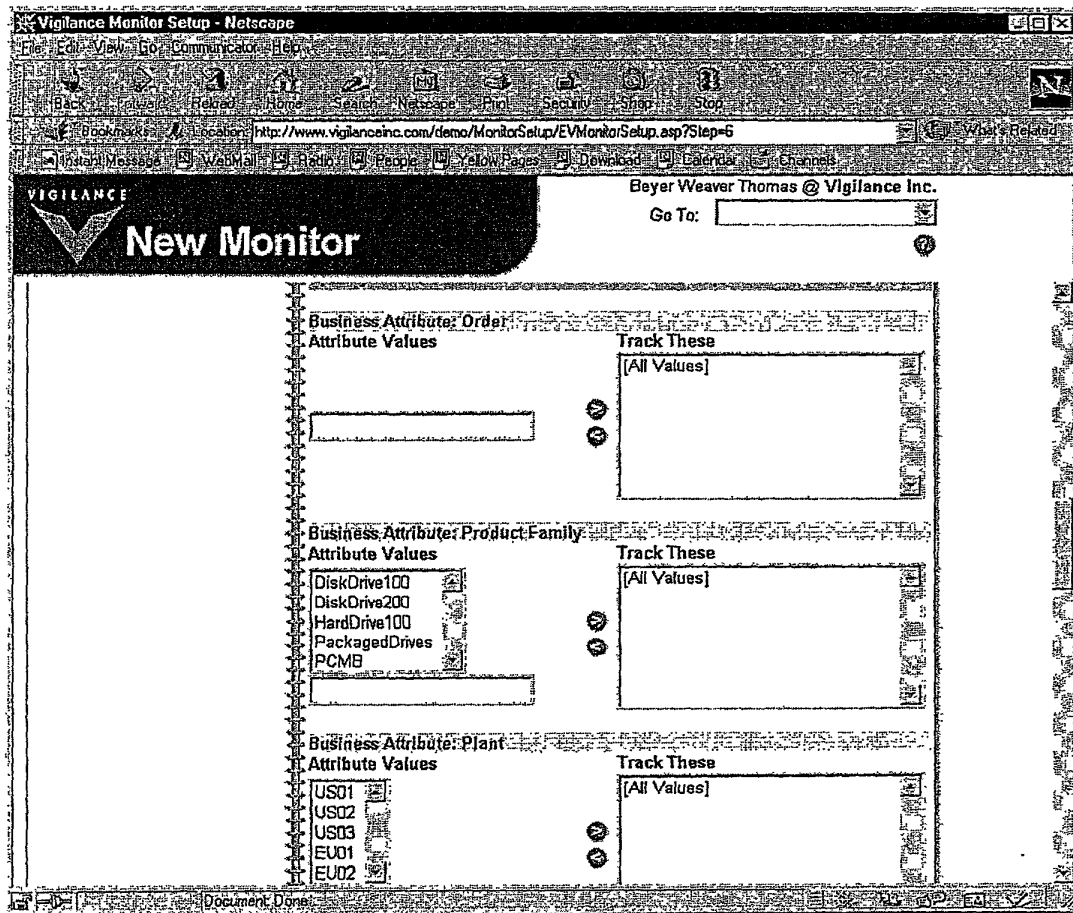 Vigilance Monitor Setup - Netscape
File Edit View Go Communicator Help
Back Forward Reload Home Search Netscape Print Security Shop Stop
Bookmarks Location: http://www.vigilanceinc.com/demo/MonitorSetup/EVMonitorSetup.asp?Step=6 What's Related
Instant Message WebMail Radio People Yellow Pages Download Calendar Channels
VIGILANCE
New Monitor
Beyer Weaver Thomas @ Vigilance Inc.
Go To:
Business Attribute: Order
Attribute Values Track These
[All Values]
Business Attribute: Product Family
Attribute Values Track These
DiskDrive100 [All Values]
DiskDrive200
HardDrive100
PackagedDrives
PCMB
Business Attribute: Plant
Attribute Values Track These
US01 [All Values]
US02
US03
EU01
EU02
Document: Done